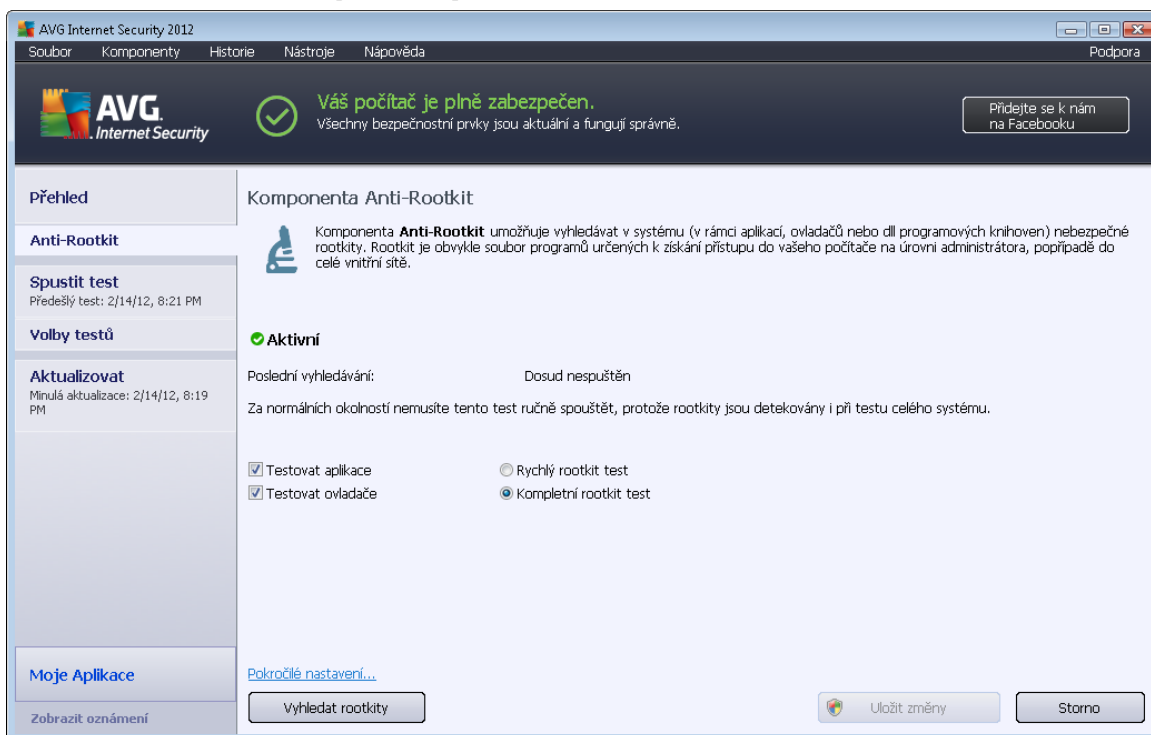 AVG Internet Security 2012
Soubor Komponenty Historie Nástroje Nápověda Podpora
AVG.
Internet Security
Váš počítač je plně zabezpečen.
Všechny bezpečnostní prvky jsou aktuální a fungují správně.
Přidejte se k nám
na Facebooku
Přehled
Anti-Rootkit
Spustit test
Předešlý test: 2/14/12, 8:21 PM
Volby testů
Aktualizovat
Minulá aktualizace: 2/14/12, 8:19
PM
Moje Aplikace
Zobrazit oznámení
Komponenta Anti-Rootkit
Komponenta Anti-Rootkit umožňuje vyhledávat v systému (v rámci aplikací, ovladačů nebo dll programových knihoven) nebezpečné
rootkity. Rootkit je obvykle soubor programů určených k získání přístupu do vašeho počítače na úrovni administrátora, popřípadě do
celé vnitřní sítě.
Aktivní
Poslední vyhledávání: Dosud nespuštěn
Za normálních okolností nemusíte tento test ručně spouštět, protože rootkity jsou detekovány i při testu celého systému.
Testovat aplikace Rychlý rootkit test
Testovat ovladače Kompletní rootkit test
Pokročilé nastavení...
Vyhledat rootkity Uložit změny Storno